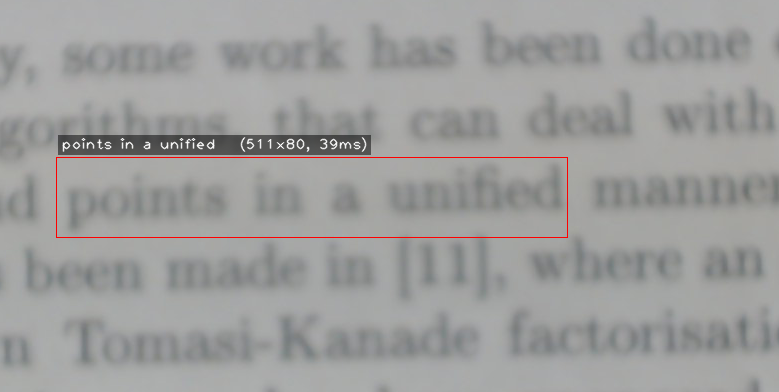 y, some work has been done
gorithms, that can deal with
points in a unified (511x80, 39ms)
nd points in a unified manner
been made in [11], where an
n Tomasi-Kanade factorisati